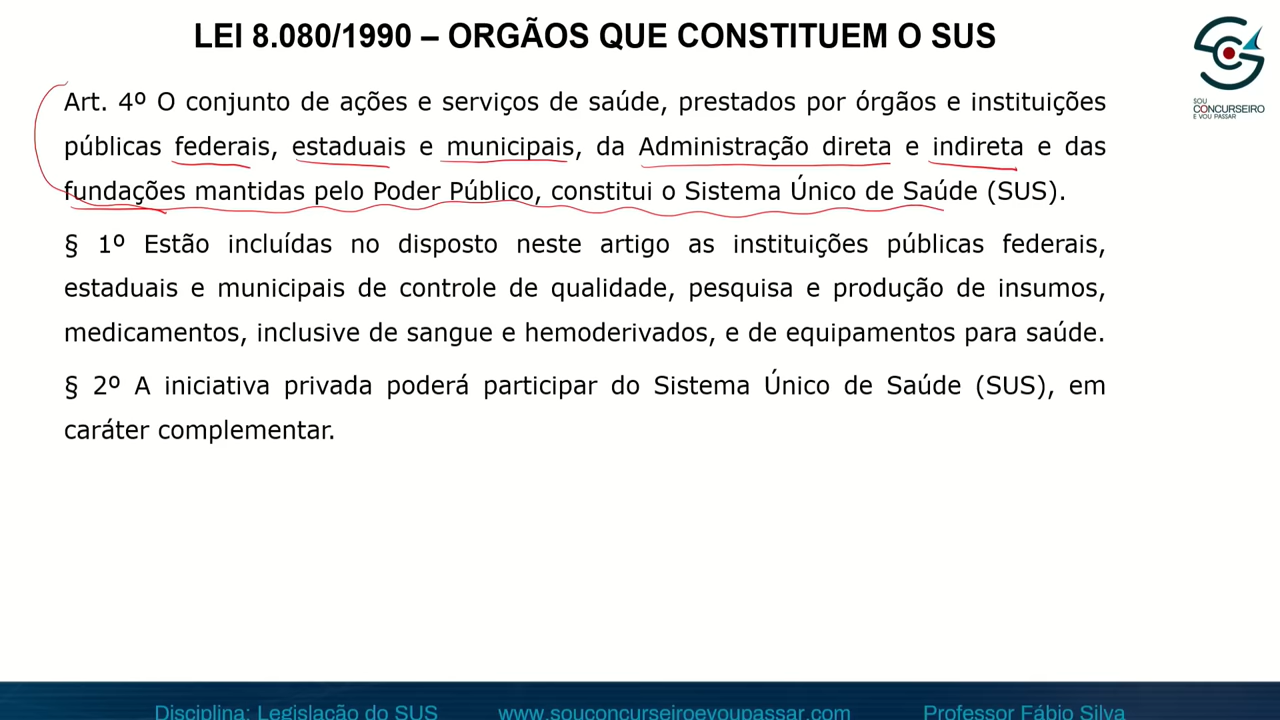 LEI 8.080/1990 – ORGÃOS QUE CONSTITUEM O SUS
SOU
CONCURSEIRO
E VOU PASSAR
Art. 4º O conjunto de ações e serviços de saúde, prestados por órgãos e instituições
públicas federais, estaduais e municipais, da Administração direta e indireta e das
fundações mantidas pelo Poder Público, constitui o Sistema Único de Saúde (SUS).
§ 1º Estão incluídas no disposto neste artigo as instituições públicas federais,
estaduais e municipais de controle de qualidade, pesquisa e produção de insumos,
medicamentos, inclusive de sangue e hemoderivados, e de equipamentos para saúde.
§ 2º A iniciativa privada poderá participar do Sistema Único de Saúde (SUS), em
caráter complementar.
Disciplina: Legislação do SUS www.souconcurseiroevoupassar.com Professor Fábio Silva